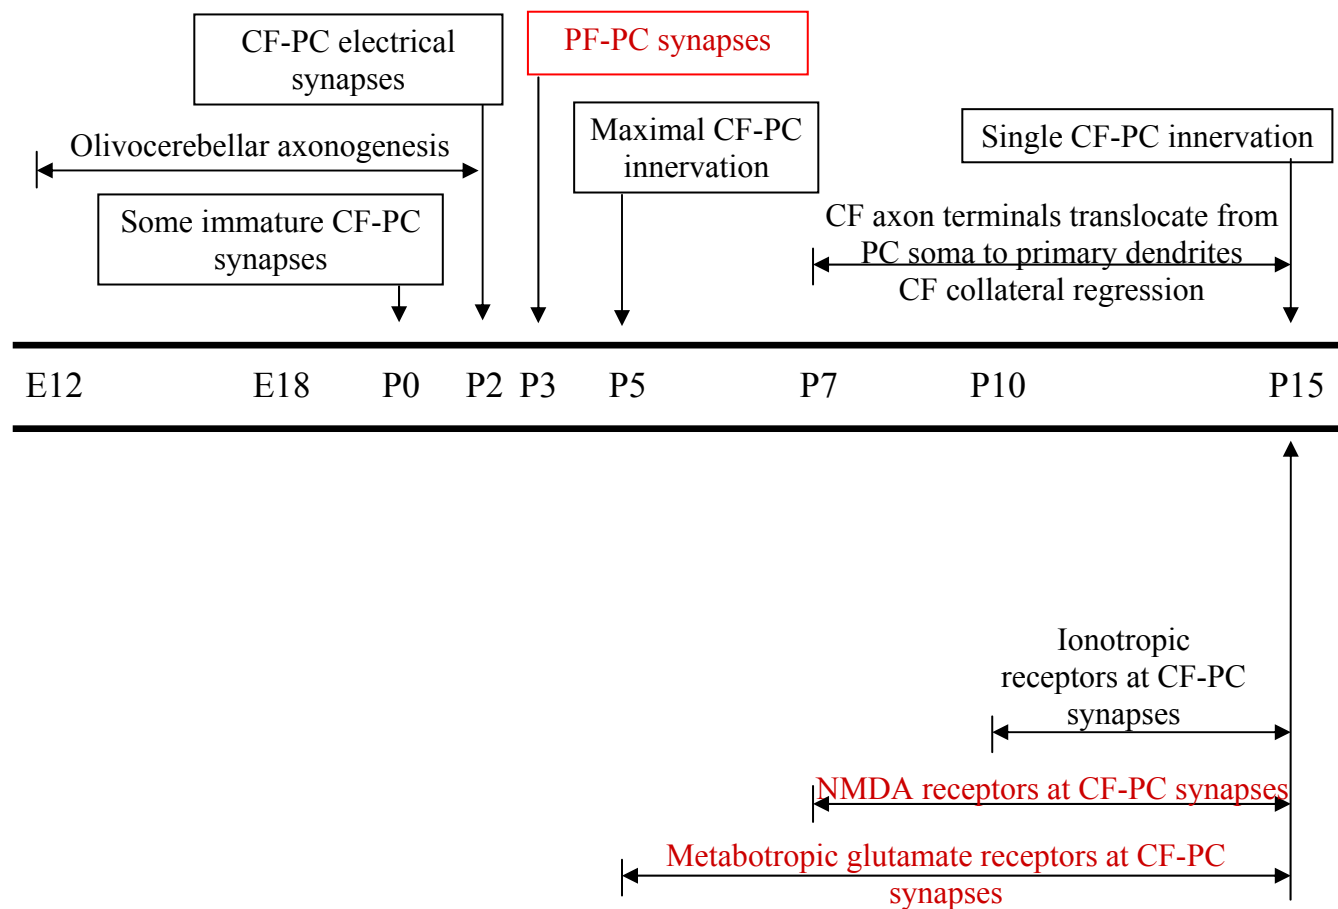 CF-PC electrical
synapses
PF-PC synapses
Maximal CF-PC
innervation
Single CF-PC innervation
Olivocerebellar axonogenesis
Some immature CF-PC
synapses
CF axon terminals translocate from
PC soma to primary dendrites
CF collateral regression
E12 E18 P0 P2 P3 P5 P7 P10 P15
Ionotropic
receptors at CF-PC
synapses
NMDA receptors at CF-PC synapses
Metabotropic glutamate receptors at CF-PC
synapses